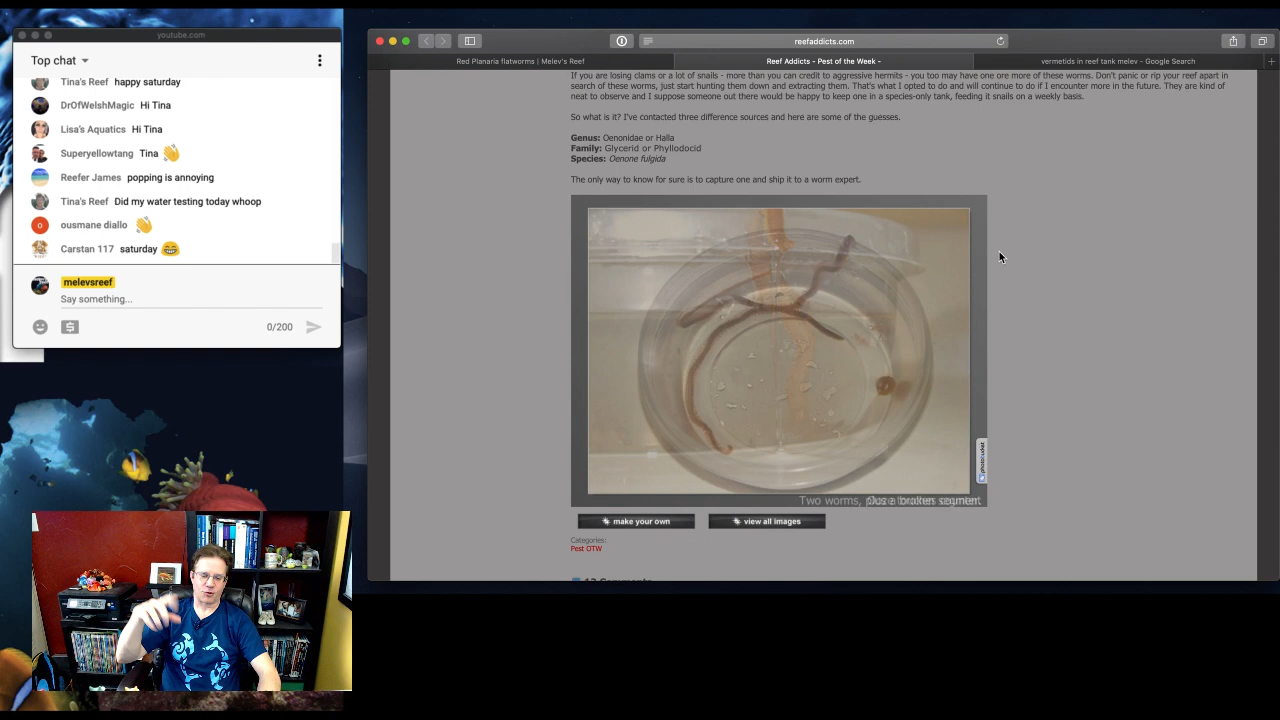 youtube.com
Top chat
Tina's Reef happy saturday
DrOfWelshMagic Hi Tina
Lisa's Aquatics Hi Tina
Superyellowtang Tina 👋
Reefer James popping is annoying
Tina's Reef Did my water testing today whoop
ousmane diallo 👋
Carstan 117 saturday 😂
melevsreef
Say something...
0/200
reefaddicts.com
Red Planaria flatworms | Melev's Reef
Reef Addicts - Pest of the Week -
vermetids in reef tank melev - Google Search
If you are losing clams or a lot of snails - more than you can credit to aggressive hermits - you too may have one ore more of these worms. Don't panic or rip your reef apart in
search of these worms, just start hunting them down and extracting them. That's what I opted to do and will continue to do if I encounter more in the future. They are kind of
neat to observe and I suppose someone out there would be happy to keep one in a species-only tank, feeding it snails on a weekly basis.
So what is it? I've contacted three difference sources and here are some of the guesses.
Genus: Oenonidae or Halla
Family: Glycerid or Phyllodocid
Species: Oenone fulgida
The only way to know for sure is to capture one and ship it to a worm expert.
Two worms, plus a broken segment
make your own
view all images
Categories:
Pest OTW
13 Comments